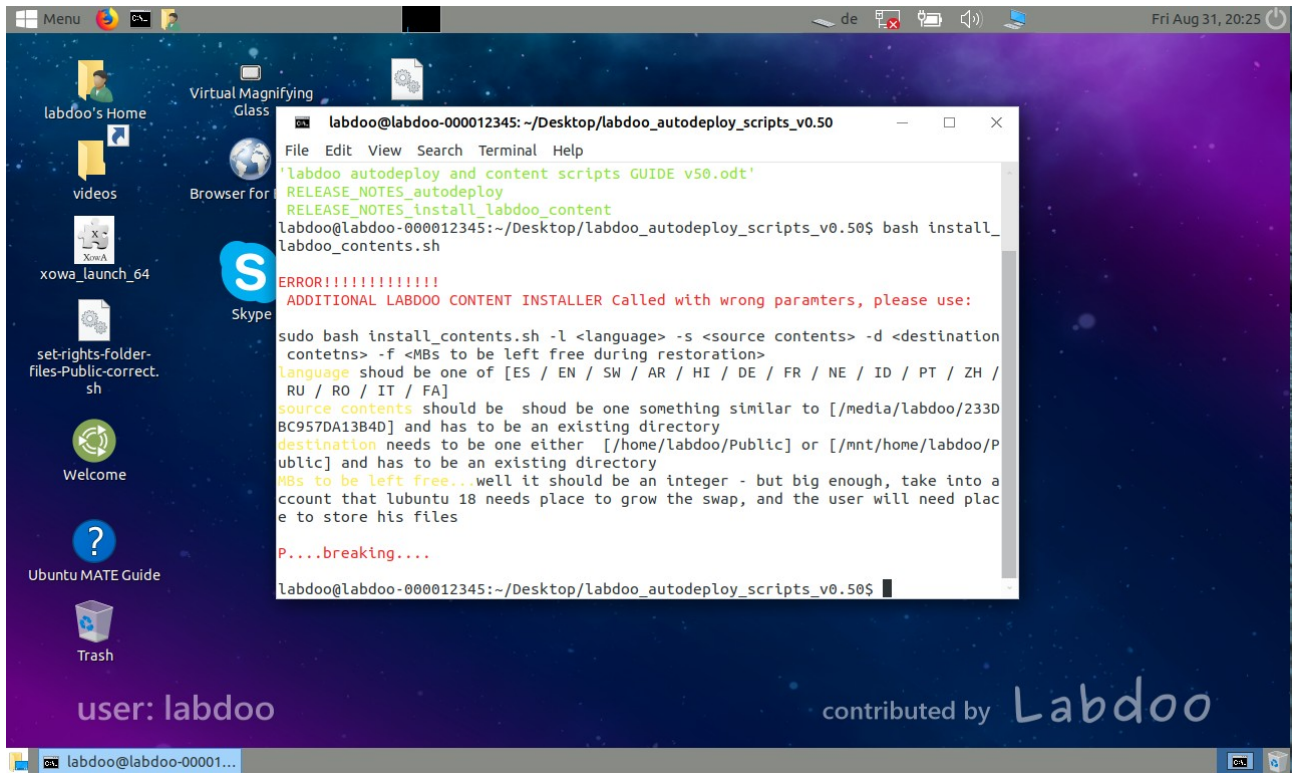 Menu
de
Fri Aug 31, 20:25
labdoo's Home
Virtual Magnifying
Glass
videos
Browser for
XowA
xowa_launch_64
Skype
set-rights-folder-
files-Public-correct.
sh
Welcome
Ubuntu MATE Guide
Trash
labdoo@labdoo-000012345: ~/Desktop/labdoo_autodeploy_scripts_v0.50
File Edit View Search Terminal Help
'labdoo autodeploy and content scripts GUIDE v50.odt'
RELEASE_NOTES_autodeploy
RELEASE_NOTES_install_labdoo_content
labdoo@labdoo-000012345:~/Desktop/labdoo_autodeploy_scripts_v0.50$ bash install_
labdoo_contents.sh
ERROR!!!!!!!!!!!!!
ADDITIONAL LABDOO CONTENT INSTALLER Called with wrong paramters, please use:
sudo bash install_contents.sh -l <language> -s <source contents> -d <destination
contetns> -f <MBs to be left free during restoration>
language shoud be one of [ES / EN / SW / AR / HI / DE / FR / NE / ID / PT / ZH /
RU / RO / IT / FA]
source contents should be  shoud be one something similar to [/media/labdoo/233D
BC957DA13B4D] and has to be an existing directory
destination needs to be one either  [/home/labdoo/Public] or [/mnt/home/labdoo/P
ublic] and has to be an existing directory
MBs to be left free...well it should be an integer - but big enough, take into a
ccount that lubuntu 18 needs place to grow the swap, and the user will need plac
e to store his files
P....breaking....
labdoo@labdoo-000012345:~/Desktop/labdoo_autodeploy_scripts_v0.50$
user: labdoo
contributed by Labdoo
labdoo@labdoo-00001...